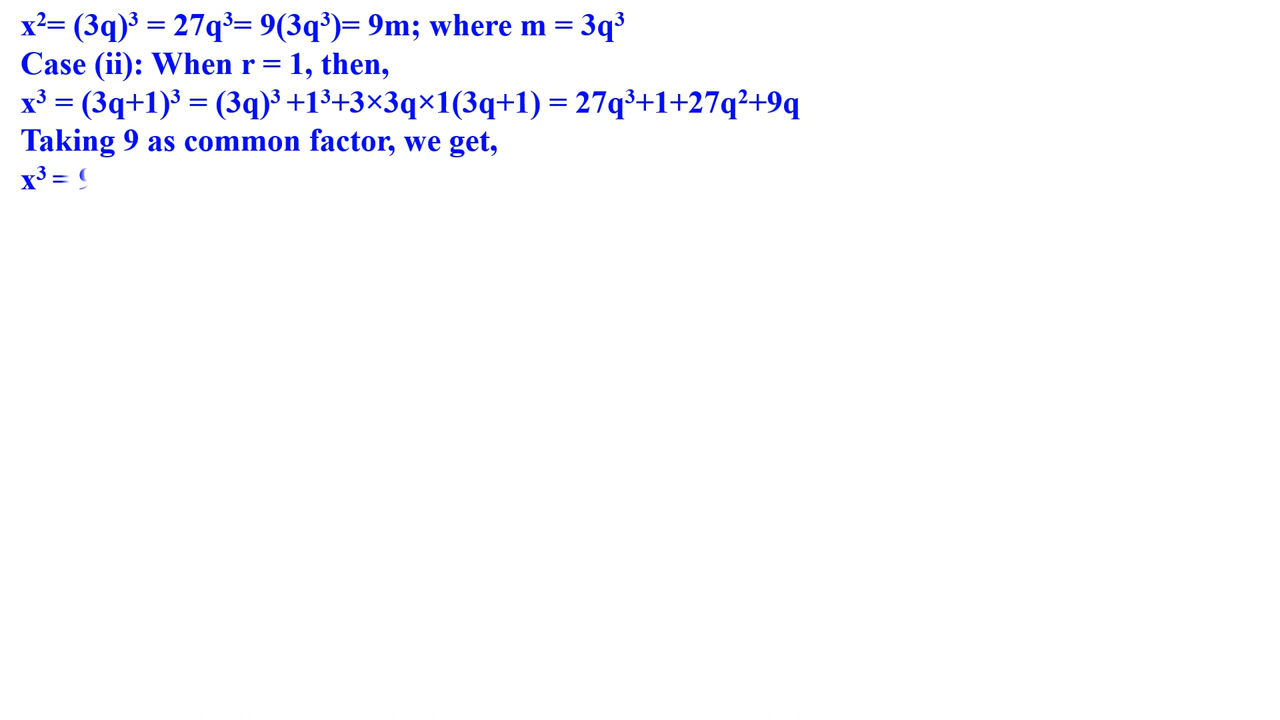 x²= (3q)³ = 27q³= 9(3q³)= 9m; where m = 3q³
Case (ii): When r = 1, then,
x³ = (3q+1)³ = (3q)³ +1³+3×3q×1(3q+1) = 27q³+1+27q²+9q
Taking 9 as common factor, we get,
x³ =